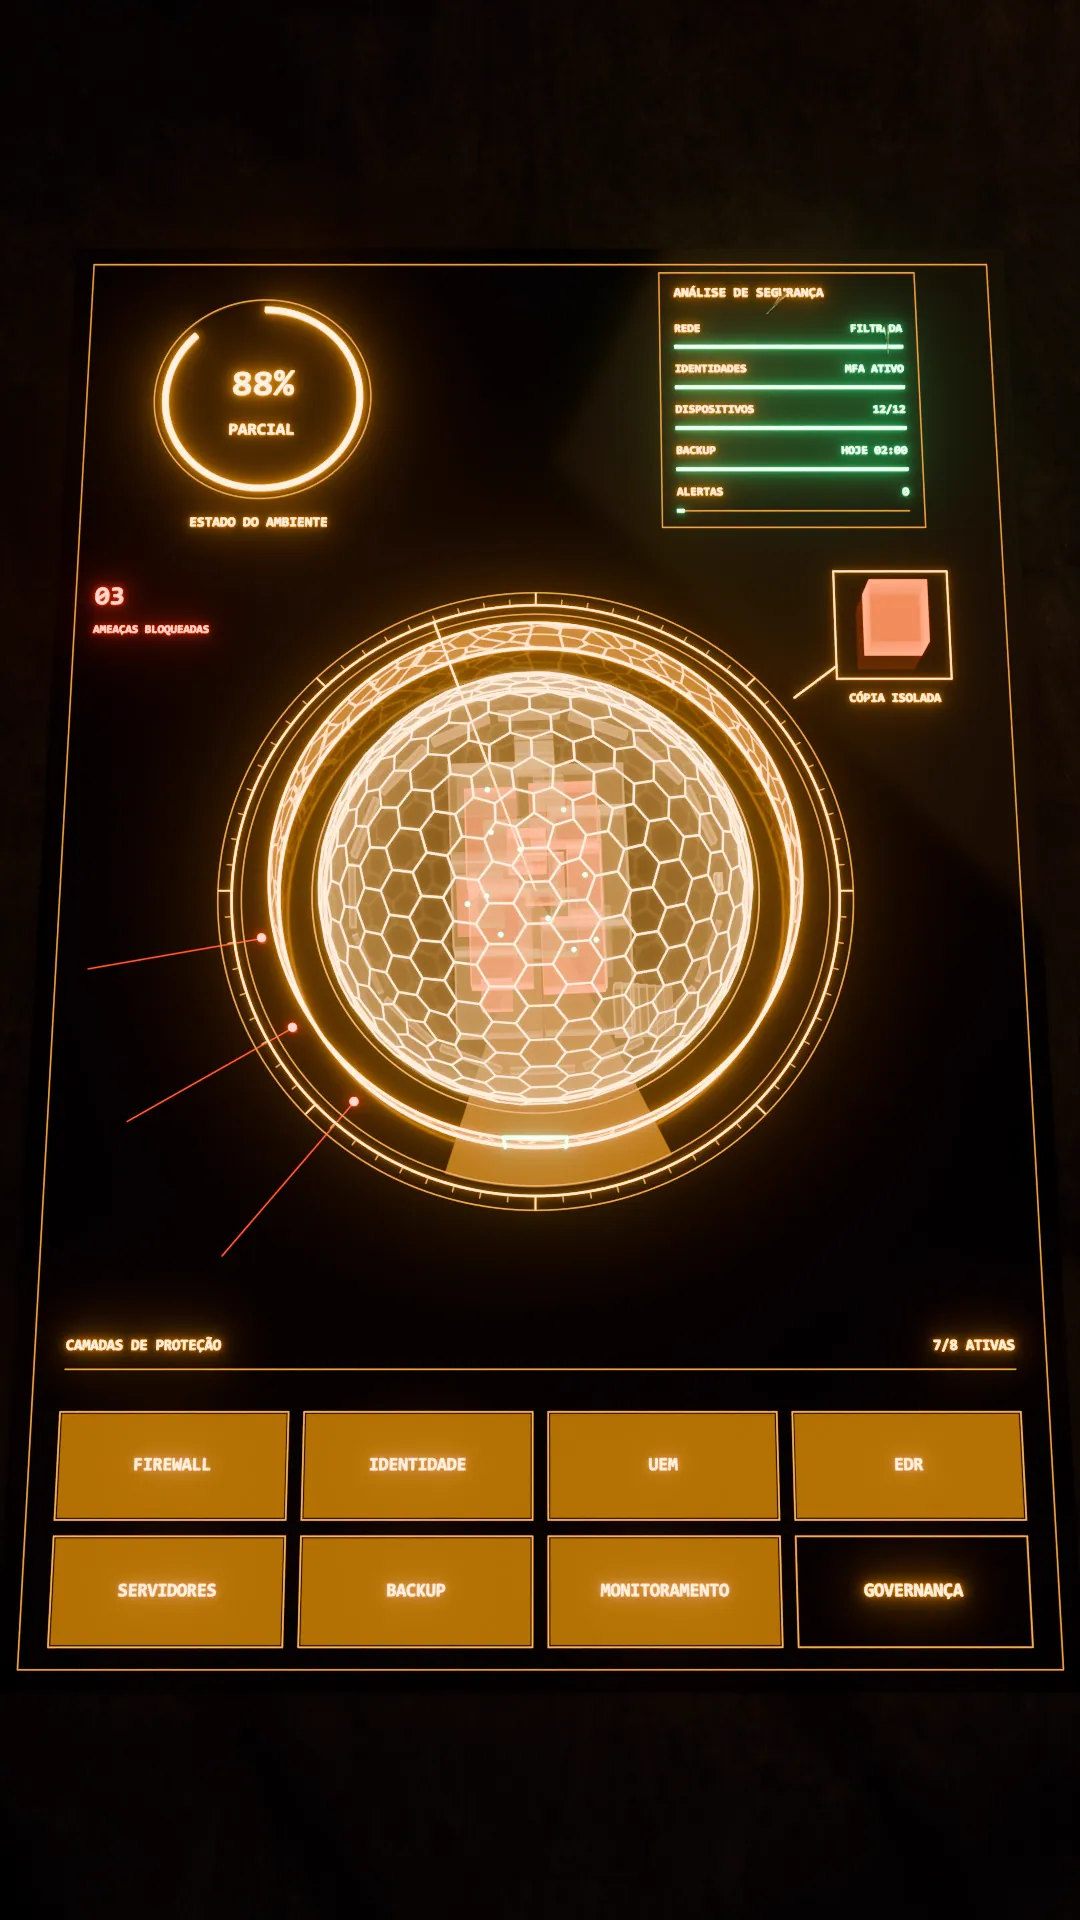 88%
PARCIAL
ESTADO DO AMBIENTE
ANÁLISE DE SEGURANÇA
REDE FILTRADA
IDENTIDADES MFA ATIVO
DISPOSITIVOS 12/12
BACKUP HOJE 02:00
ALERTAS 0
03
AMEAÇAS BLOQUEADAS
CÓPIA ISOLADA
CAMADAS DE PROTEÇÃO 7/8 ATIVAS
FIREWALL IDENTIDADE UEM EDR
SERVIDORES BACKUP MONITORAMENTO GOVERNANÇA